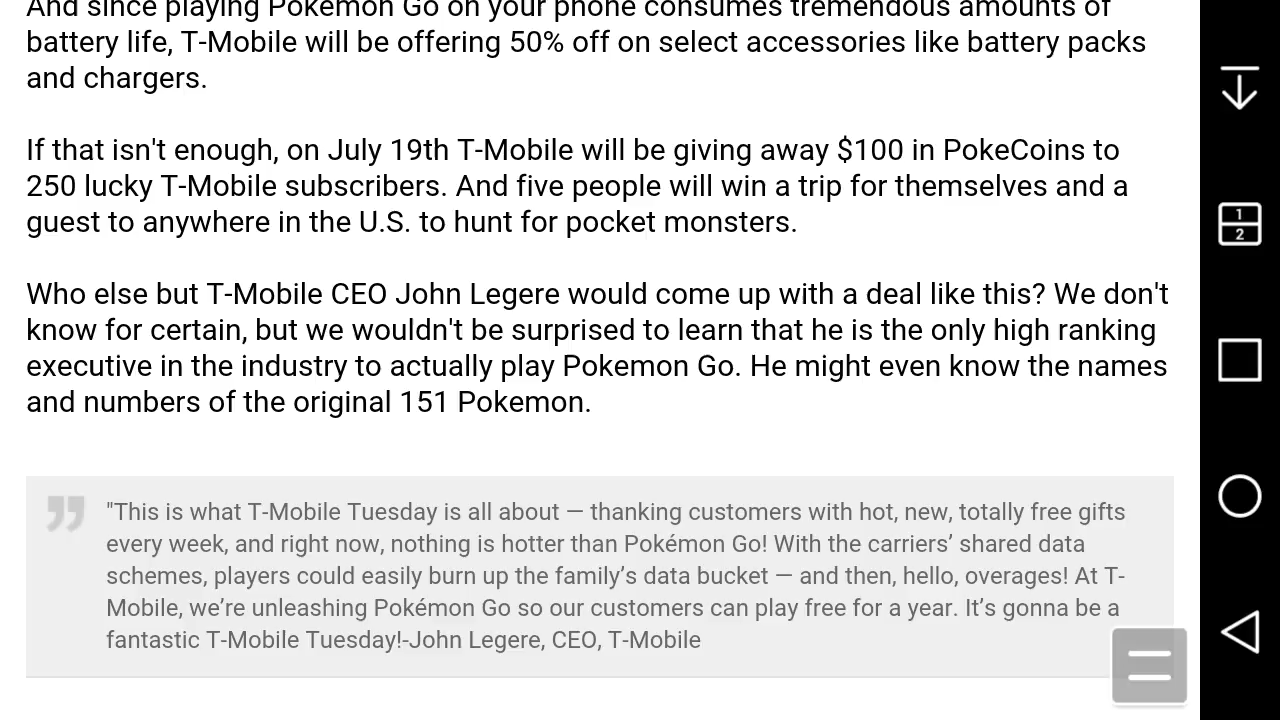 And since playing Pokemon Go on your phone consumes tremendous amounts of
battery life, T-Mobile will be offering 50% off on select accessories like battery packs
and chargers.
If that isn't enough, on July 19th T-Mobile will be giving away $100 in PokeCoins to
250 lucky T-Mobile subscribers. And five people will win a trip for themselves and a
guest to anywhere in the U.S. to hunt for pocket monsters.
Who else but T-Mobile CEO John Legere would come up with a deal like this? We don't
know for certain, but we wouldn't be surprised to learn that he is the only high ranking
executive in the industry to actually play Pokemon Go. He might even know the names
and numbers of the original 151 Pokemon.
"This is what T-Mobile Tuesday is all about — thanking customers with hot, new, totally free gifts
every week, and right now, nothing is hotter than Pokémon Go! With the carriers’ shared data
schemes, players could easily burn up the family’s data bucket — and then, hello, overages! At T-
Mobile, we’re unleashing Pokémon Go so our customers can play free for a year. It’s gonna be a
fantastic T-Mobile Tuesday!-John Legere, CEO, T-Mobile
1
2